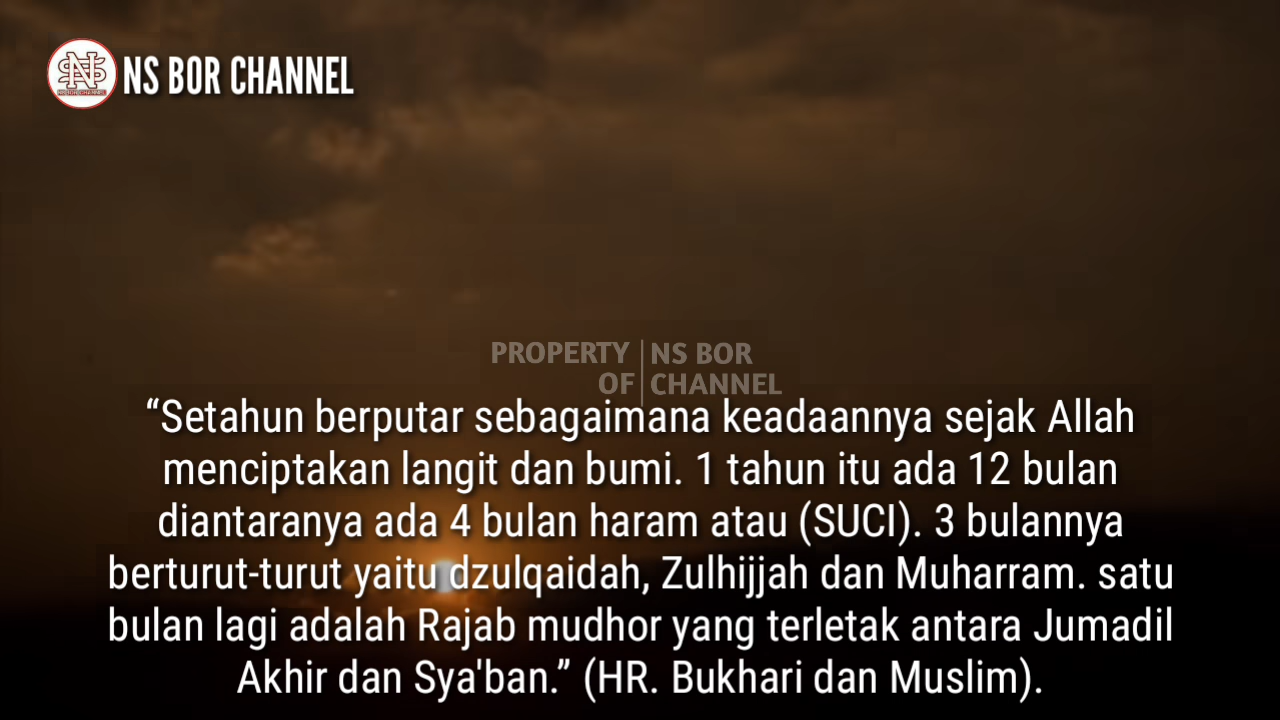 NS BOR CHANNEL
PROPERTY NS BOR
OF CHANNEL
“Setahun berputar sebagaimana keadaannya sejak Allah
menciptakan langit dan bumi. 1 tahun itu ada 12 bulan
diantaranya ada 4 bulan haram atau (SUCI). 3 bulannya
berturut-turut yaitu dzulqaidah, Zulhijjah dan Muharram. satu
bulan lagi adalah Rajab mudhor yang terletak antara Jumadil
Akhir dan Sya'ban.” (HR. Bukhari dan Muslim).